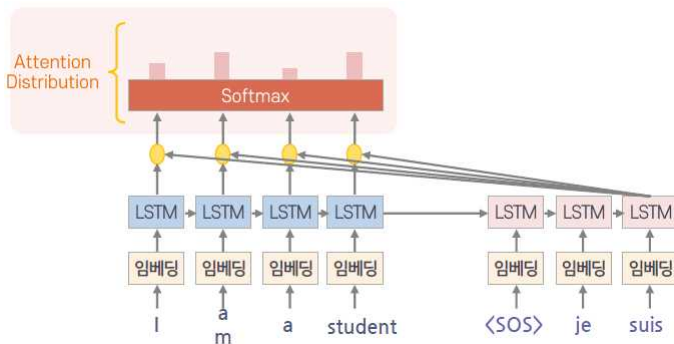 Attention
Distribution
Softmax
LSTM LSTM LSTM LSTM LSTM LSTM LSTM
임베딩 임베딩 임베딩 임베딩 임베딩 임베딩 임베딩
I a
m a student <SOS> je suis